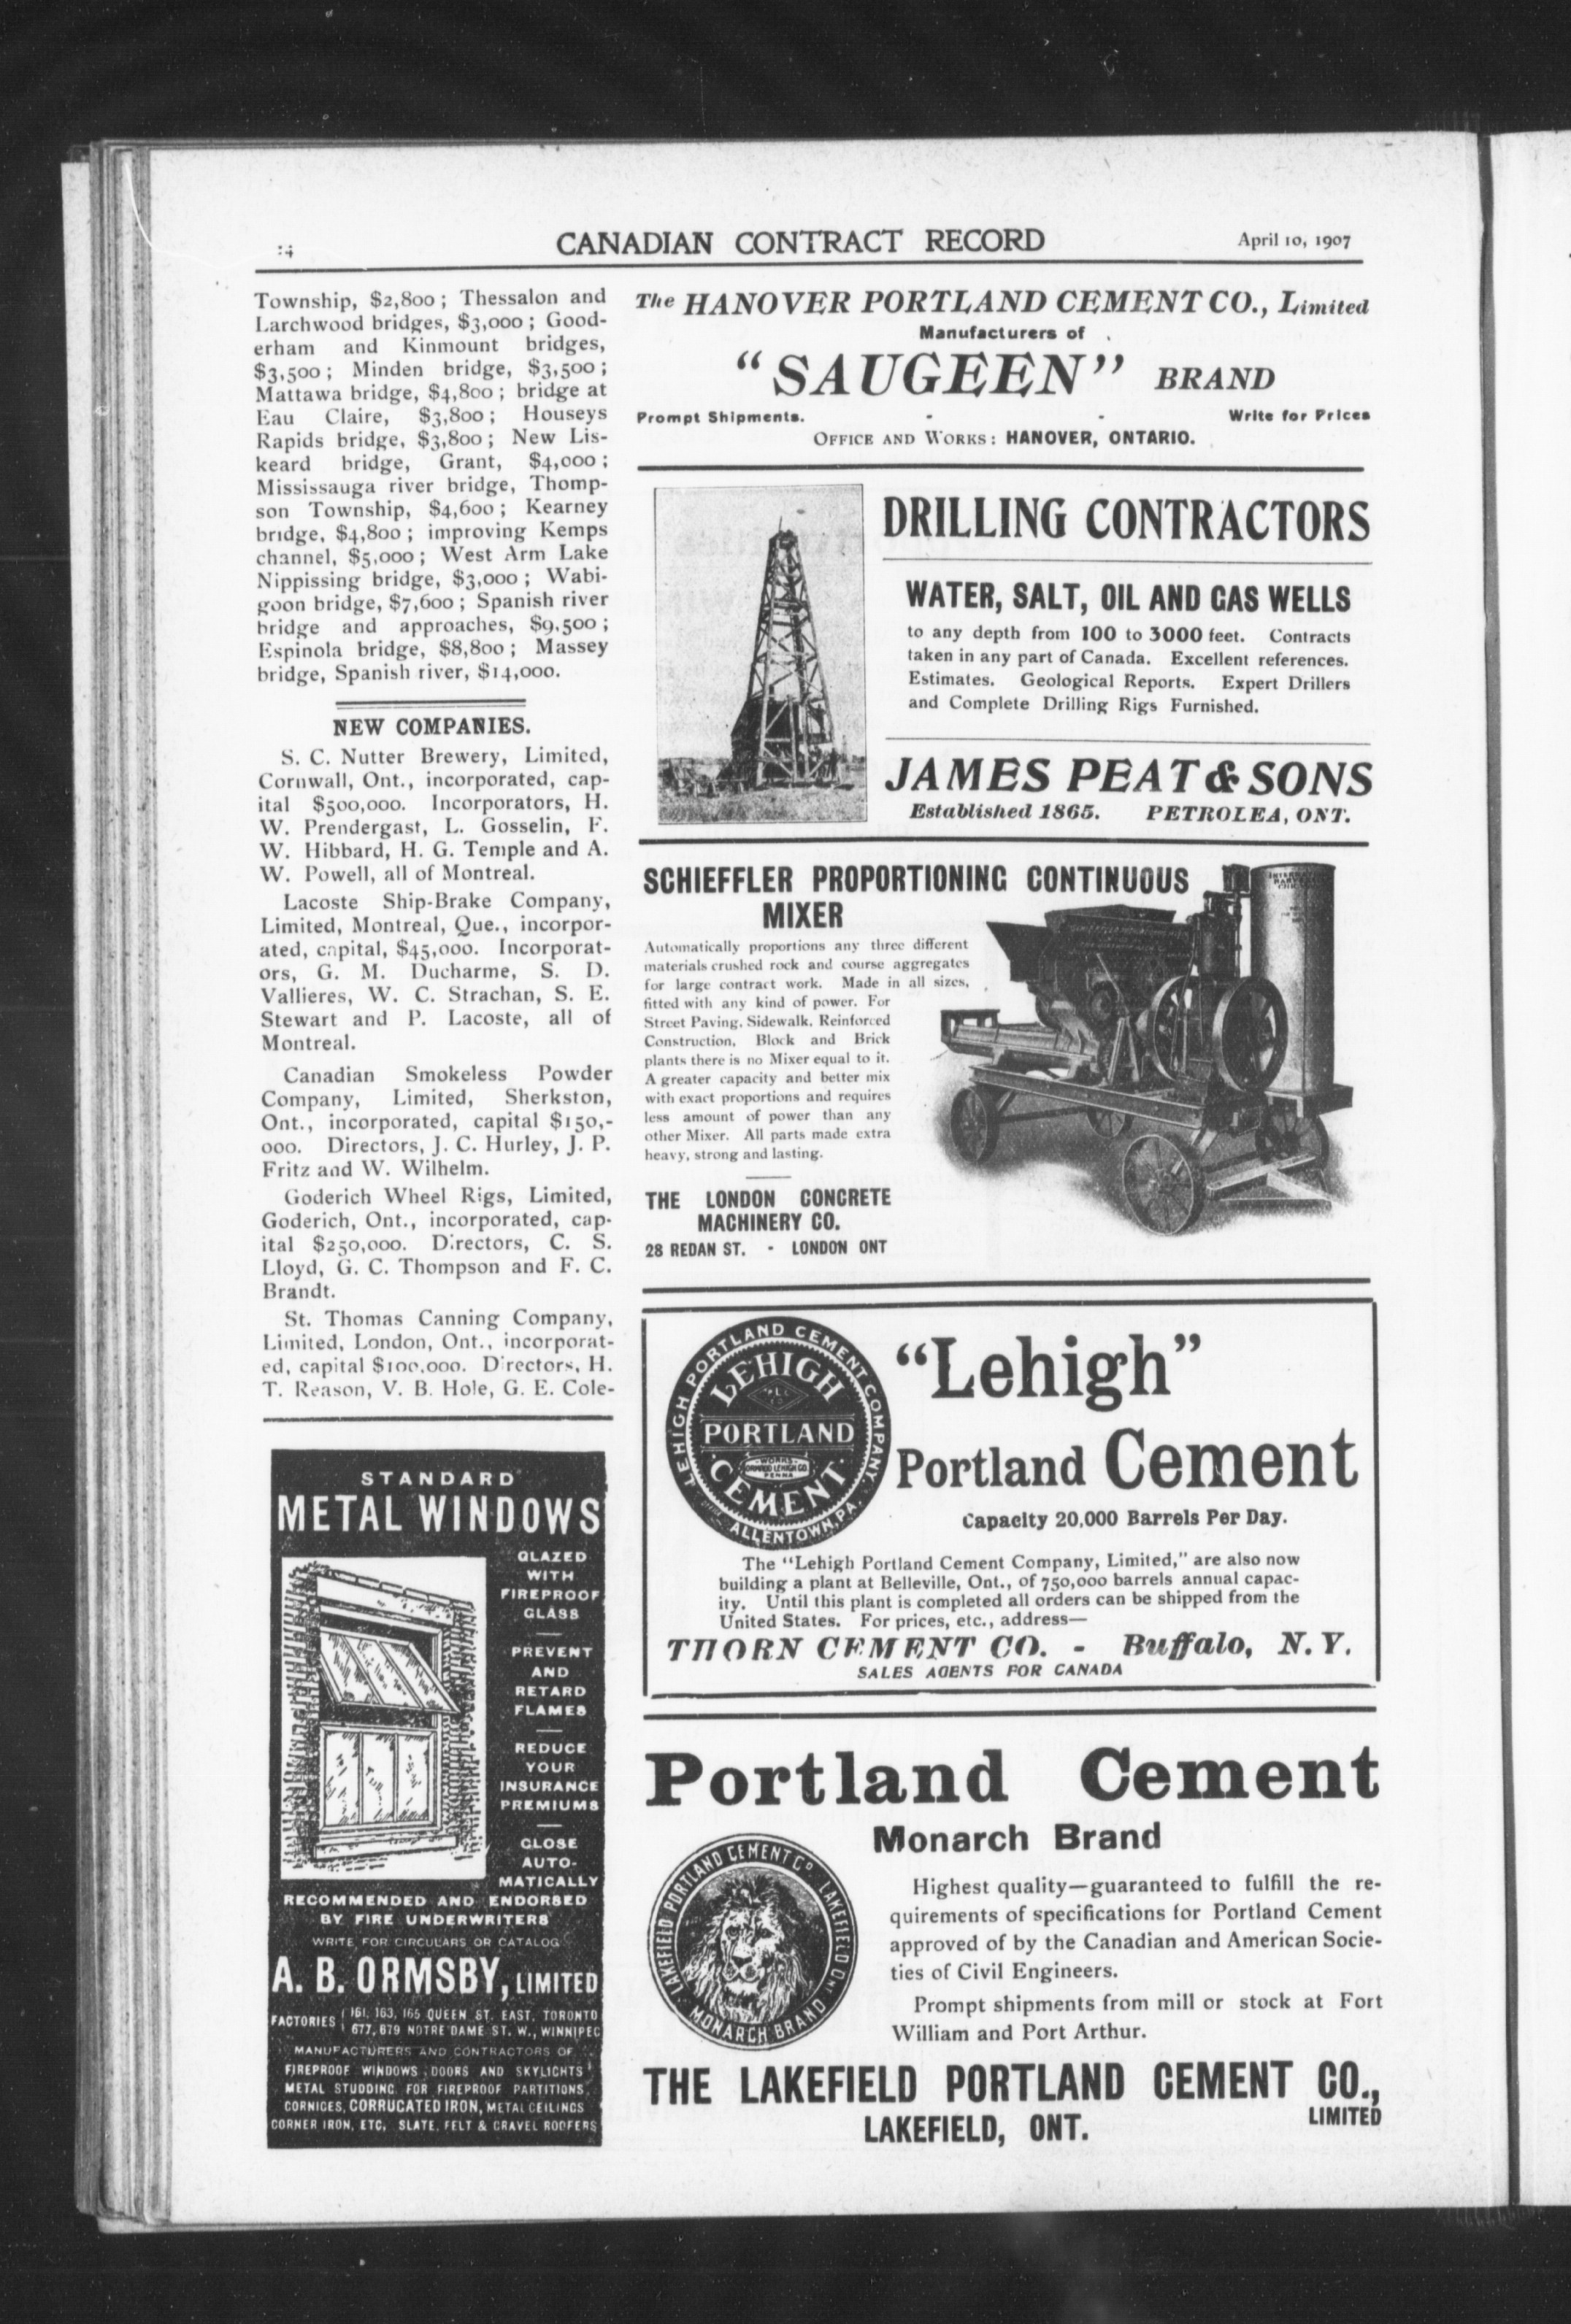 CANADIAN CONTRACT RECORD
April 10, 1907
Township, $2,800; Thessalon and
Larchwood bridges, $3,000; Good-
erham and Kinmount bridges,
$3,500; Minden bridge, $3,500;
Mattawa bridge, $4,800; bridge at
Eau Claire, $3,800; Houseys
Rapids bridge, $3,800; New Lis-
keard bridge, Grant, $4,000;
Mississauga river bridge, Thomp-
son Township, $4,600; Kearney
bridge, $4,800; improving Kemps
channel, $5,000; West Arm Lake
Nippissing bridge, $3,000; Wabi-
goon bridge, $7,600; Spanish river
bridge and approaches, $9,500;
Espinola bridge, $8,800; Massey
bridge, Spanish river, $14,000.
NEW COMPANIES.
S. C. Nutter Brewery, Limited,
Cornwall, Ont., incorporated, cap-
ital $500,000. Incorporators, H.
W. Prendergast, L. Gosselin, F.
W. Hibbard, H. G. Temple and A.
W. Powell, all of Montreal.
Lacoste Ship-Brake Company,
Limited, Montreal, Que., incorpor-
ated, capital, $45,000. Incorporat-
ors, G. M. Ducharme, S. D.
Vallieres, W. C. Strachan, S. E.
Stewart and P. Lacoste, all of
Montreal.
Canadian Smokeless Powder
Company, Limited, Sherkston,
Ont., incorporated, capital $150,-
000. Directors, J. C. Hurley, J. P.
Fritz and W. Wilhelm.
Goderich Wheel Rigs, Limited,
Goderich, Ont., incorporated, cap-
ital $250,000. Directors, C. S.
Lloyd, G. C. Thompson and F. C.
Brandt.
St. Thomas Canning Company,
Limited, London, Ont., incorporat-
ed, capital $100,000. Directors, H.
T. Reason, V. B. Hole, G. E. Cole-
STANDARD
METAL WINDOWS
GLAZED
WITH
FIREPROOF
GLASS
PREVENT
AND
RETARD
FLAMES
REDUCE
YOUR
INSURANCE
PREMIUMS
CLOSE
AUTO-
MATICALLY
RECOMMENDED AND ENDORSED
BY FIRE UNDERWRITERS
WRITE FOR CIRCULARS OR CATALOG
A. B. ORMSBY, LIMITED
FACTORIES 161, 163, 165 QUEEN ST. EAST, TORONTO
677, 679 NOTRE DAME ST. W., WINNIPEG
MANUFACTURERS AND CONTRACTORS OF
FIREPROOF WINDOWS, DOORS AND SKYLIGHTS
METAL STUDDING FOR FIREPROOF PARTITIONS,
CORNICES, CORRUGATED IRON, METAL CEILINGS
CORNER IRON, ETC, SLATE, FELT & GRAVEL ROOFERS
The HANOVER PORTLAND CEMENT CO., Limited
Manufacturers of
"SAUGEEN" BRAND
Prompt Shipments. - - Write for Prices
OFFICE AND WORKS: HANOVER, ONTARIO.
DRILLING CONTRACTORS
WATER, SALT, OIL AND GAS WELLS
to any depth from 100 to 3000 feet. Contracts
taken in any part of Canada. Excellent references.
Estimates. Geological Reports. Expert Drillers
and Complete Drilling Rigs Furnished.
JAMES PEAT & SONS
Established 1865. PETROLEA, ONT.
SCHIEFFLER PROPORTIONING CONTINUOUS
MIXER
Automatically proportions any three different
materials crushed rock and course aggregates
for large contract work. Made in all sizes,
fitted with any kind of power. For
Street Paving, Sidewalk, Reinforced
Construction, Block and Brick
plants there is no Mixer equal to it.
A greater capacity and better mix
with exact proportions and requires
less amount of power than any
other Mixer. All parts made extra
heavy, strong and lasting.
THE LONDON CONCRETE
MACHINERY CO.
28 REDAN ST. - LONDON ONT
LEHIGH PORTLAND CEMENT COMPANY
ALLENTOWN, PA.
LEHIGH
PORTLAND
CEMENT
"Lehigh"
Portland Cement
Capacity 20,000 Barrels Per Day.
The "Lehigh Portland Cement Company, Limited," are also now
building a plant at Belleville, Ont., of 750,000 barrels annual capac-
ity. Until this plant is completed all orders can be shipped from the
United States. For prices, etc., address—
THORN CEMENT CO. - Buffalo, N. Y.
SALES AGENTS FOR CANADA
Portland Cement
Monarch Brand
LAKEFIELD PORTLAND CEMENT Co. LAKEFIELD ONT
MONARCH BRAND
Highest quality—guaranteed to fulfill the re-
quirements of specifications for Portland Cement
approved of by the Canadian and American Socie-
ties of Civil Engineers.
Prompt shipments from mill or stock at Fort
William and Port Arthur.
THE LAKEFIELD PORTLAND CEMENT CO.,
LIMITED
LAKEFIELD, ONT.